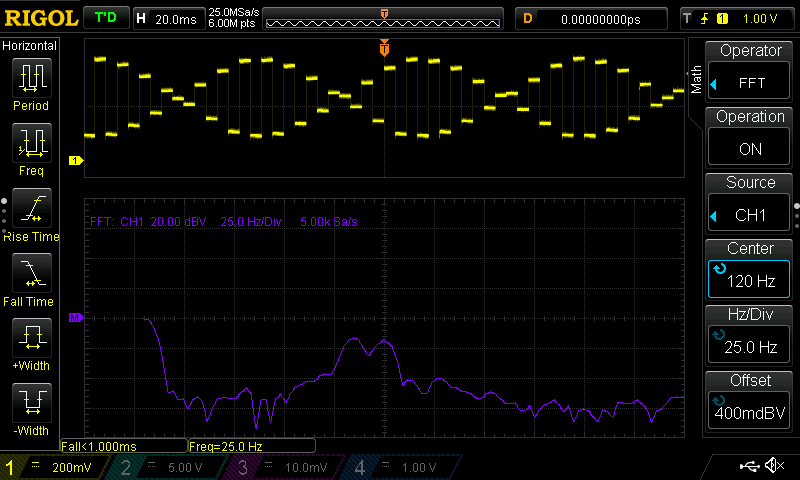 RIGOL T'D H 20.0ms 25.0MSa/s D 0.00000000ps T 1 1.00 V
6.00M pts
T
Horizontal
Period
Freq
Rise Time
Fall Time
+Width
-Width
T
1
FFT: CH1 20.00 dBV 25.0 Hz/Div 5.00k Sa/s
M
Fall<1.000ms Freq=25.0 Hz
Math
Operator
FFT
Operation
ON
Source
CH1
Center
120 Hz
Hz/Div
25.0 Hz
Offset
400mdBV
1 200mV 2 5.00 V 3 10.0mV 4 1.00 V